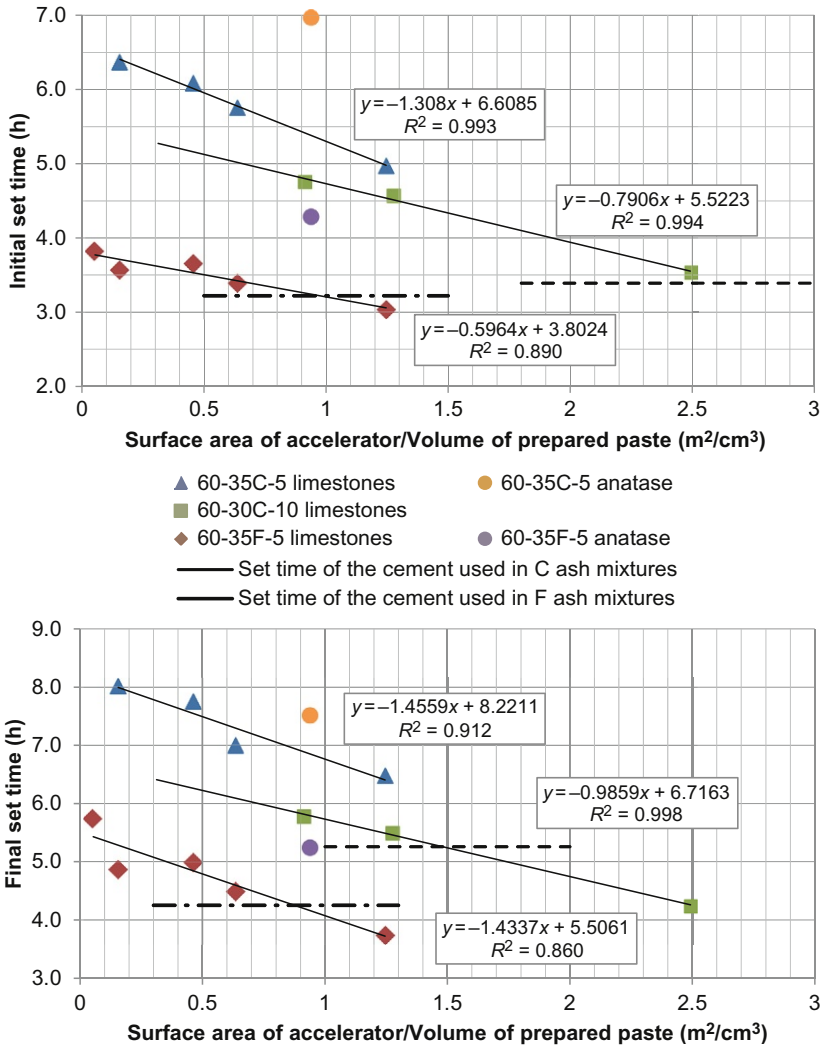 7.0
6.0
5.0
4.0
3.0
2.0
Initial set time (h)
y=–1.308x + 6.6085
R² = 0.993
y=–0.7906x + 5.5223
R² = 0.994
y=–0.5964x + 3.8024
R² = 0.890
0 0.5 1 1.5 2 2.5 3
Surface area of accelerator/Volume of prepared paste (m²/cm³)
60-35C-5 limestones
60-35C-5 anatase
60-30C-10 limestones
60-35F-5 limestones
60-35F-5 anatase
Set time of the cement used in C ash mixtures
Set time of the cement used in F ash mixtures
9.0
8.0
7.0
6.0
5.0
4.0
3.0
Final set time (h)
y=–1.4559x + 8.2211
R² = 0.912
y=–0.9859x + 6.7163
R² = 0.998
y=–1.4337x + 5.5061
R² = 0.860
0 0.5 1 1.5 2 2.5 3
Surface area of accelerator/Volume of prepared paste (m²/cm³)